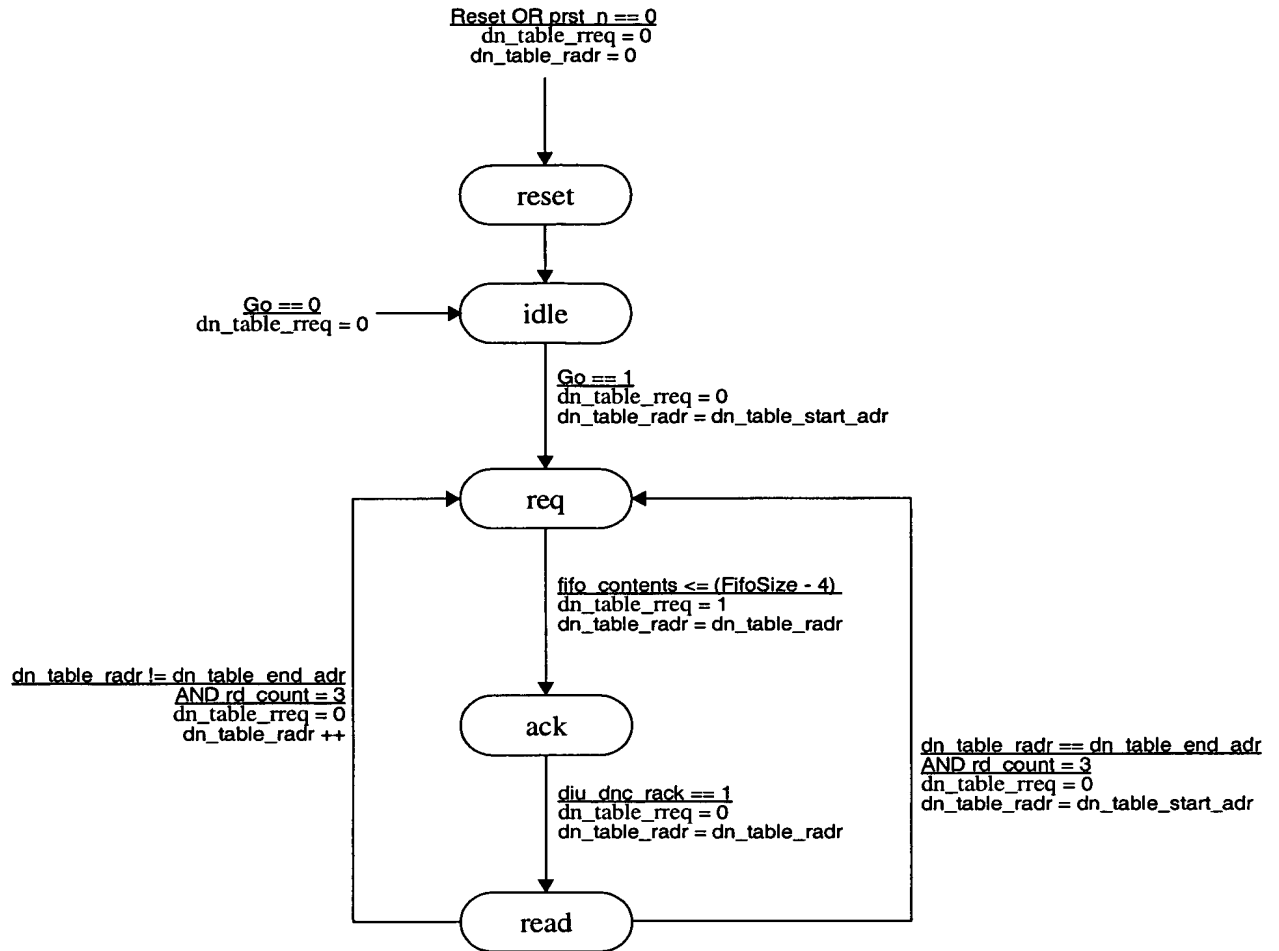 Reset OR prst_n == 0
dn_table_rreq = 0
dn_table_radr = 0
reset
Go == 0
dn_table_rreq = 0
idle
Go == 1
dn_table_rreq = 0
dn_table_radr = dn_table_start_adr
req
fifo_contents <= (FifoSize - 4)
dn_table_rreq = 1
dn_table_radr = dn_table_radr
dn_table_radr != dn_table_end_adr
AND rd_count = 3
dn_table_rreq = 0
dn_table_radr ++
ack
dn_table_radr == dn_table_end_adr
AND rd_count = 3
dn_table_rreq = 0
dn_table_radr = dn_table_start_adr
diu_dnc_rack == 1
dn_table_rreq = 0
dn_table_radr = dn_table_radr
read